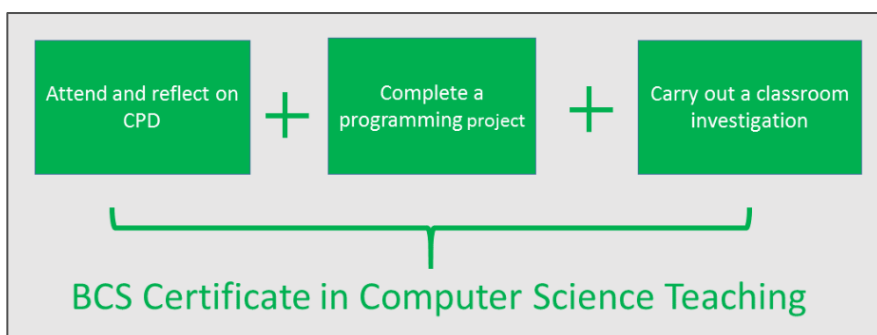 Attend and reflect on
CPD
+
Complete a
programming project
+
Carry out a classroom
investigation
BCS Certificate in Computer Science Teaching